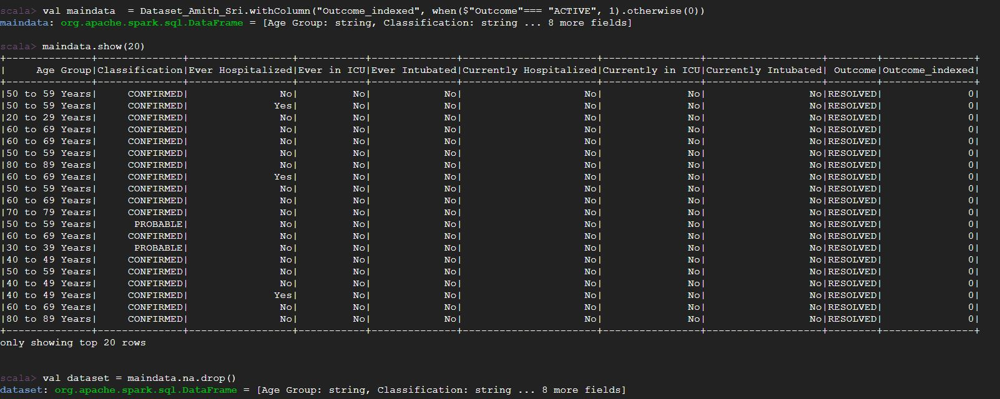 scala> val maindata  = Dataset_Amith_Sri.withColumn("Outcome_indexed", when($"Outcome"=== "ACTIVE", 1).otherwise(0))
maindata: org.apache.spark.sql.DataFrame = [Age Group: string, Classification: string ... 8 more fields]
scala> maindata.show(20)
+--------------+--------------+-----------------+-----------+--------------+----------------------+----------------+-------------------+--------+---------------+
|     Age Group|Classification|Ever Hospitalized|Ever in ICU|Ever Intubated|Currently Hospitalized|Currently in ICU|Currently Intubated| Outcome|Outcome_indexed|
+--------------+--------------+-----------------+-----------+--------------+----------------------+----------------+-------------------+--------+---------------+
|50 to 59 Years|     CONFIRMED|               No|         No|            No|                    No|              No|                 No|RESOLVED|              0|
|50 to 59 Years|     CONFIRMED|              Yes|         No|            No|                    No|              No|                 No|RESOLVED|              0|
|20 to 29 Years|     CONFIRMED|               No|         No|            No|                    No|              No|                 No|RESOLVED|              0|
|60 to 69 Years|     CONFIRMED|               No|         No|            No|                    No|              No|                 No|RESOLVED|              0|
|60 to 69 Years|     CONFIRMED|               No|         No|            No|                    No|              No|                 No|RESOLVED|              0|
|50 to 59 Years|     CONFIRMED|               No|         No|            No|                    No|              No|                 No|RESOLVED|              0|
|80 to 89 Years|     CONFIRMED|               No|         No|            No|                    No|              No|                 No|RESOLVED|              0|
|60 to 69 Years|     CONFIRMED|              Yes|         No|            No|                    No|              No|                 No|RESOLVED|              0|
|50 to 59 Years|     CONFIRMED|               No|         No|            No|                    No|              No|                 No|RESOLVED|              0|
|60 to 69 Years|     CONFIRMED|               No|         No|            No|                    No|              No|                 No|RESOLVED|              0|
|70 to 79 Years|     CONFIRMED|               No|         No|            No|                    No|              No|                 No|RESOLVED|              0|
|50 to 59 Years|      PROBABLE|               No|         No|            No|                    No|              No|                 No|RESOLVED|              0|
|60 to 69 Years|     CONFIRMED|               No|         No|            No|                    No|              No|                 No|RESOLVED|              0|
|30 to 39 Years|      PROBABLE|               No|         No|            No|                    No|              No|                 No|RESOLVED|              0|
|40 to 49 Years|     CONFIRMED|               No|         No|            No|                    No|              No|                 No|RESOLVED|              0|
|50 to 59 Years|     CONFIRMED|               No|         No|            No|                    No|              No|                 No|RESOLVED|              0|
|40 to 49 Years|     CONFIRMED|               No|         No|            No|                    No|              No|                 No|RESOLVED|              0|
|40 to 49 Years|     CONFIRMED|              Yes|         No|            No|                    No|              No|                 No|RESOLVED|              0|
|60 to 69 Years|     CONFIRMED|               No|         No|            No|                    No|              No|                 No|RESOLVED|              0|
|80 to 89 Years|     CONFIRMED|               No|         No|            No|                    No|              No|                 No|RESOLVED|              0|
+--------------+--------------+-----------------+-----------+--------------+----------------------+----------------+-------------------+--------+---------------+
only showing top 20 rows
scala> val dataset = maindata.na.drop()
dataset: org.apache.spark.sql.DataFrame = [Age Group: string, Classification: string ... 8 more fields]